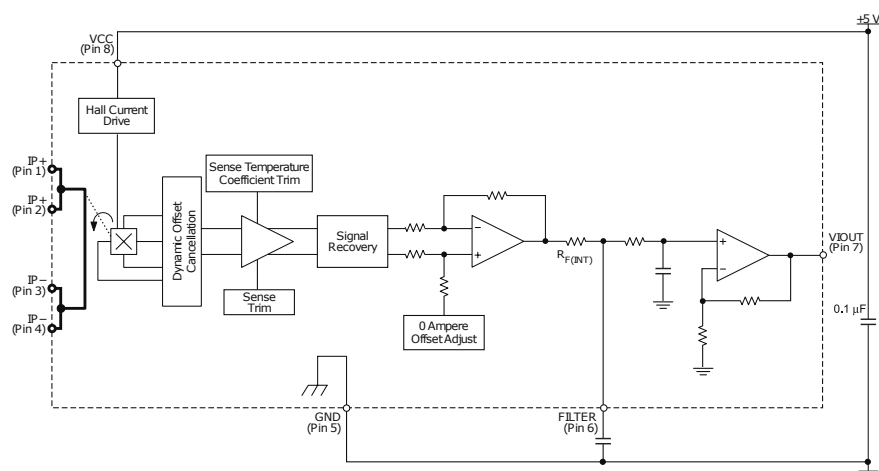 +5 V
VCC
(Pin 8)
Hall Current
Drive
IP+
(Pin 1)
IP+
(Pin 2)
IP−
(Pin 3)
IP−
(Pin 4)
Dynamic Offset
Cancellation
Sense Temperature
Coefficient Trim
Sense
Trim
Signal
Recovery
0 Ampere
Offset Adjust
−
+
RF(INT)
+
−
VIOUT
(Pin 7)
0.1 µF
GND
(Pin 5)
FILTER
(Pin 6)